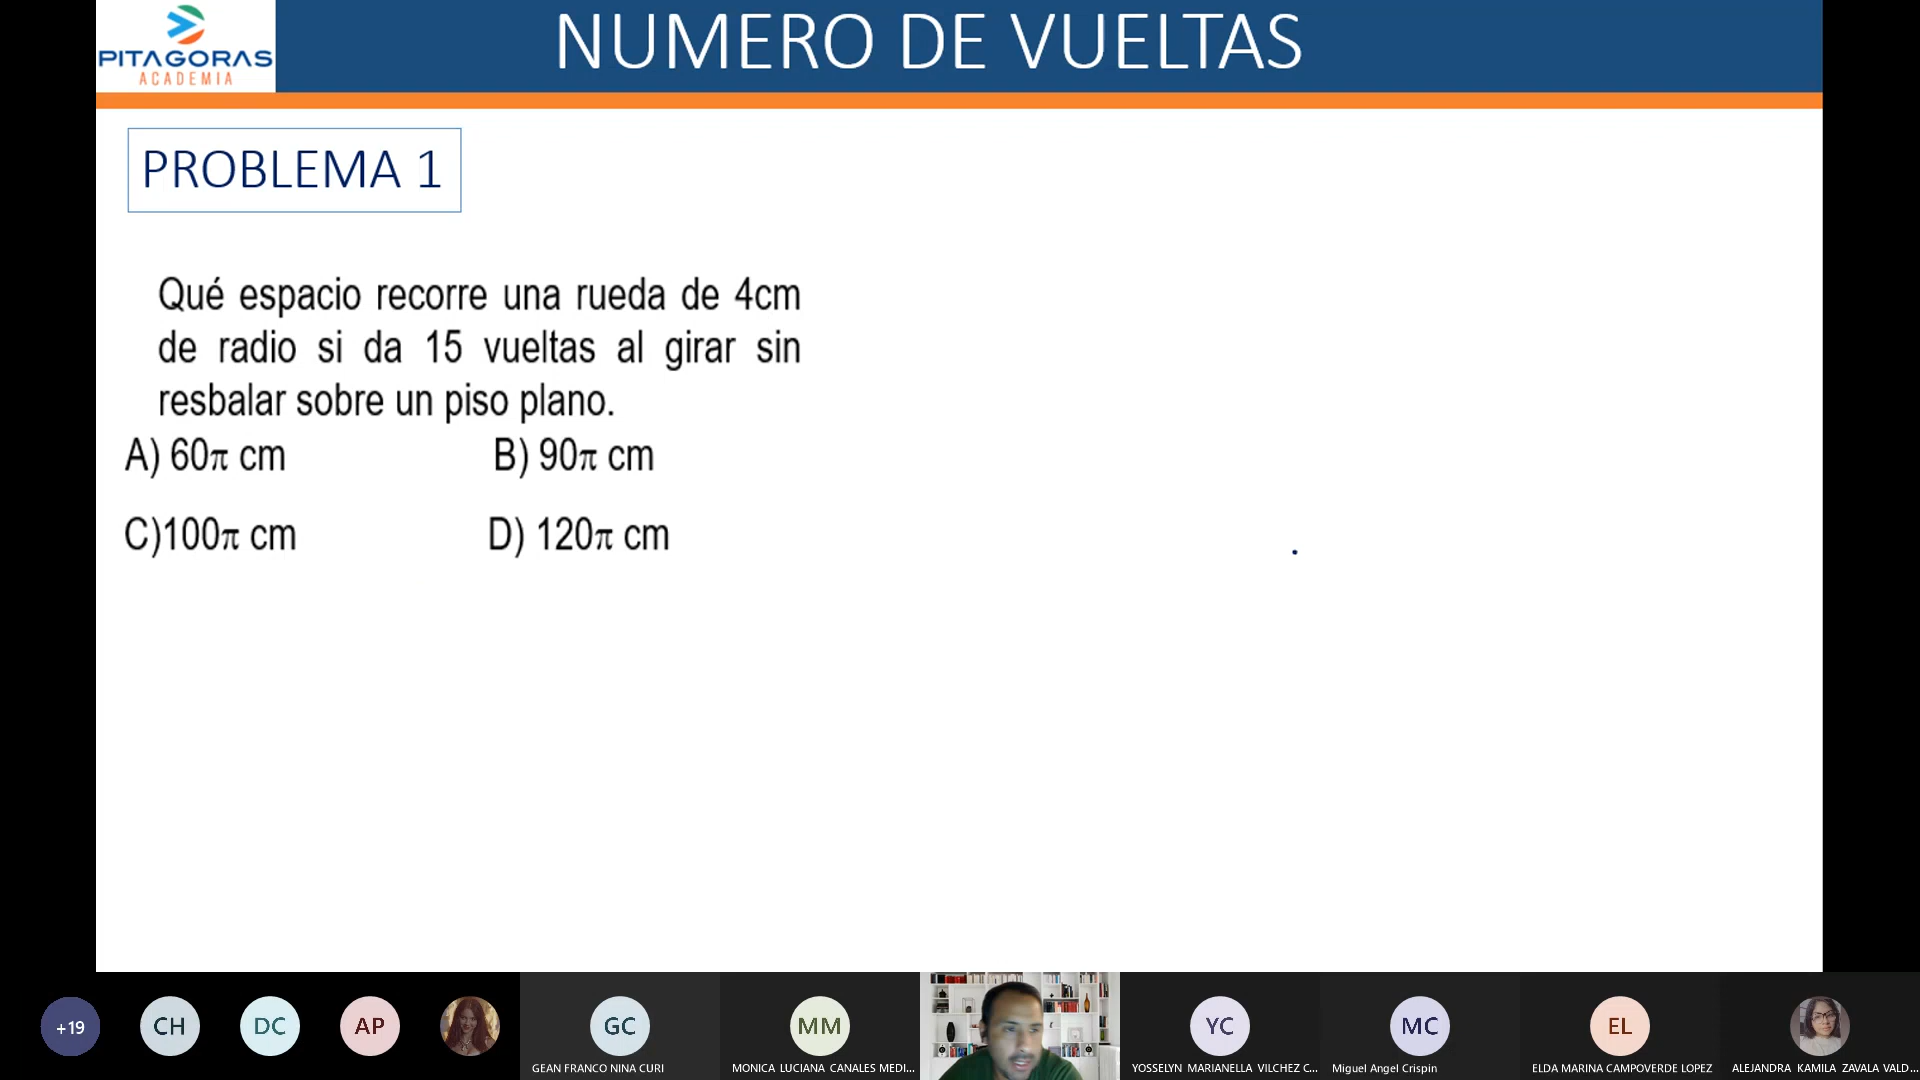 PITAGORAS
ACADEMIA
NUMERO DE VUELTAS
PROBLEMA 1
Qué espacio recorre una rueda de 4cm
de radio si da 15 vueltas al girar sin
resbalar sobre un piso plano.
A) 60π cm B) 90π cm
C)100π cm D) 120π cm
+19 CH DC AP GC MM YC MC EL
GEAN FRANCO NINA CURI MONICA LUCIANA CANALES MEDI... YOSSELYN MARIANELLA VILCHEZ C... Miguel Angel Crispin ELDA MARINA CAMPOVERDE LOPEZ ALEJANDRA KAMILA ZAVALA VALD...